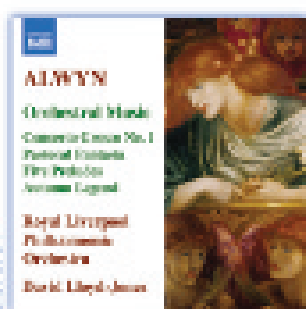 ALWYN
Orchestral Music
Concerto Grosso No. 1
Pastoral Fantasia
Five Preludes
Autumn Legend
Royal Liverpool
Philharmonic
Orchestra
David Lloyd-Jones